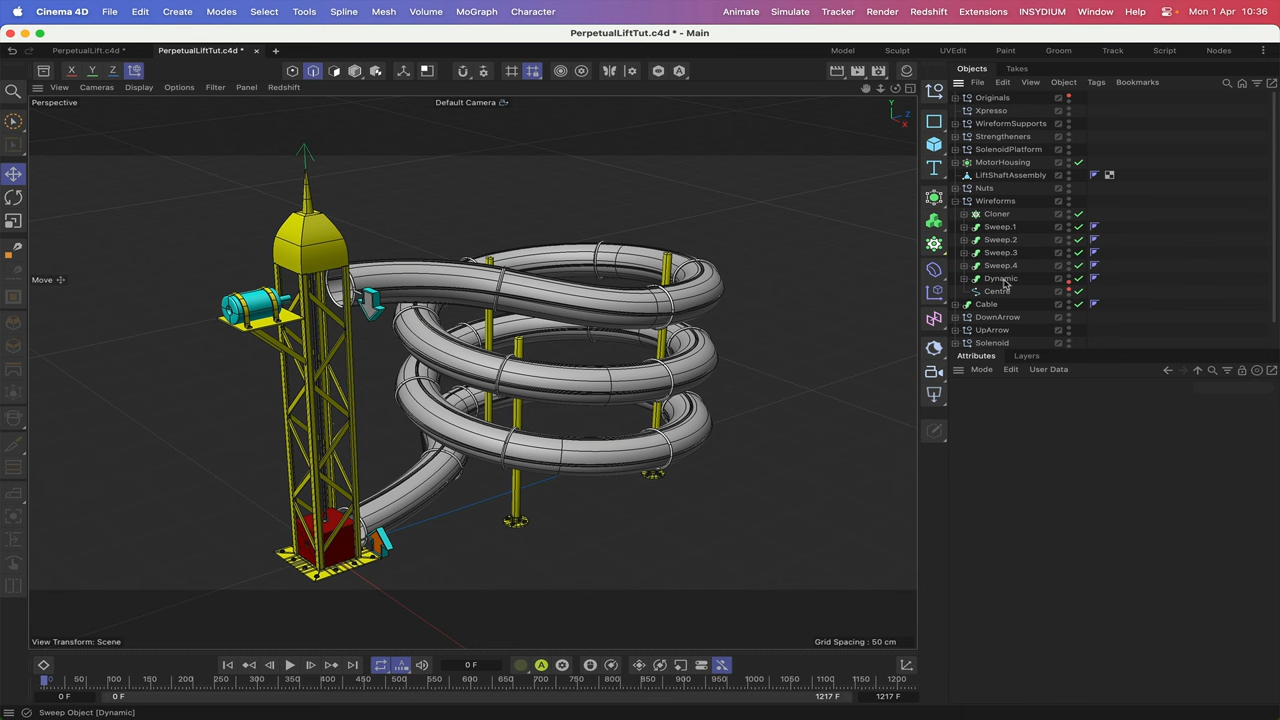 Cinema 4D File Edit Create Modes Select Tools Spline Mesh Volume MoGraph Character Animate Simulate Tracker Render Redshift Extensions INSYDIUM Window Help Mon 1 Apr 10:36
PerpetualLiftTut.c4d * - Main
PerpetualLift.c4d * PerpetualLiftTut.c4d * Model Sculpt UVEdit Paint Groom Track Script Nodes
X Y Z
Objects Takes
View Cameras Display Options Filter Panel Redshift
File Edit View Object Tags Bookmarks
Perspective Default Camera
Y
Z
X
Originals
Xpresso
WireformSupports
Strengtheners
SolenoidPlatform
MotorHousing
LiftShaftAssembly
Nuts
Wireforms
Cloner
Sweep.1
Sweep.2
Sweep.3
Sweep.4
Dynamic
Centre
Cable
DownArrow
UpArrow
Solenoid
Move
Attributes Layers
Mode Edit User Data
View Transform: Scene Grid Spacing : 50 cm
0 F
0 50 100 150 200 250 300 350 400 450 500 550 600 650 700 750 800 850 900 950 1000 1050 1100 1150 1200
0 F 0 F 1217 F 1217 F
Sweep Object [Dynamic]